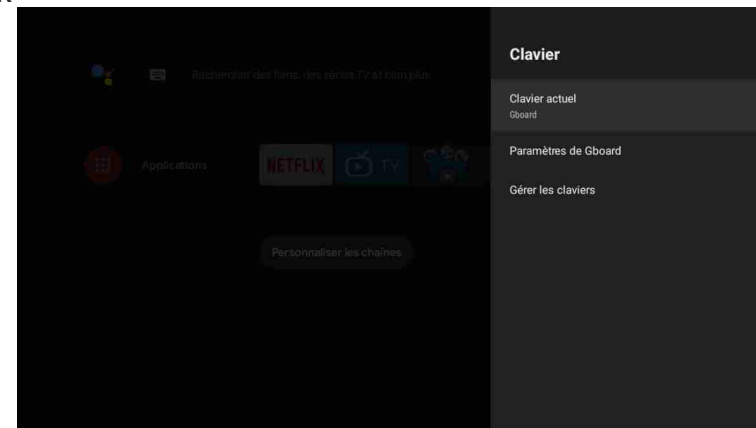 Rechercher des films, des séries TV et bien plus
Applications
NETFLIX
TV
Personnaliser les chaînes
Clavier
Clavier actuel
Gboard
Paramètres de Gboard
Gérer les claviers